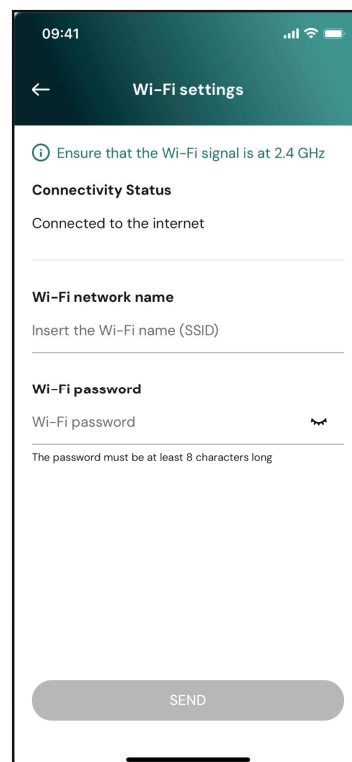 09:41
Wi-Fi settings
Ensure that the Wi-Fi signal is at 2.4 GHz
Connectivity Status
Connected to the internet
Wi-Fi network name
Insert the Wi-Fi name (SSID)
Wi-Fi password
Wi-Fi password
The password must be at least 8 characters long
SEND